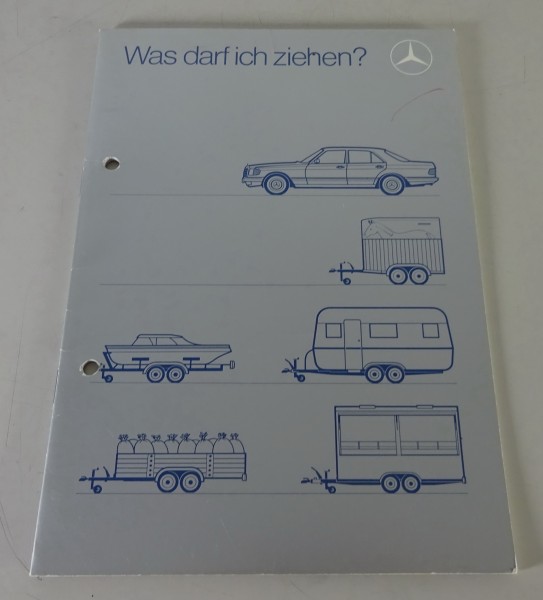 Was darf ich ziehen?